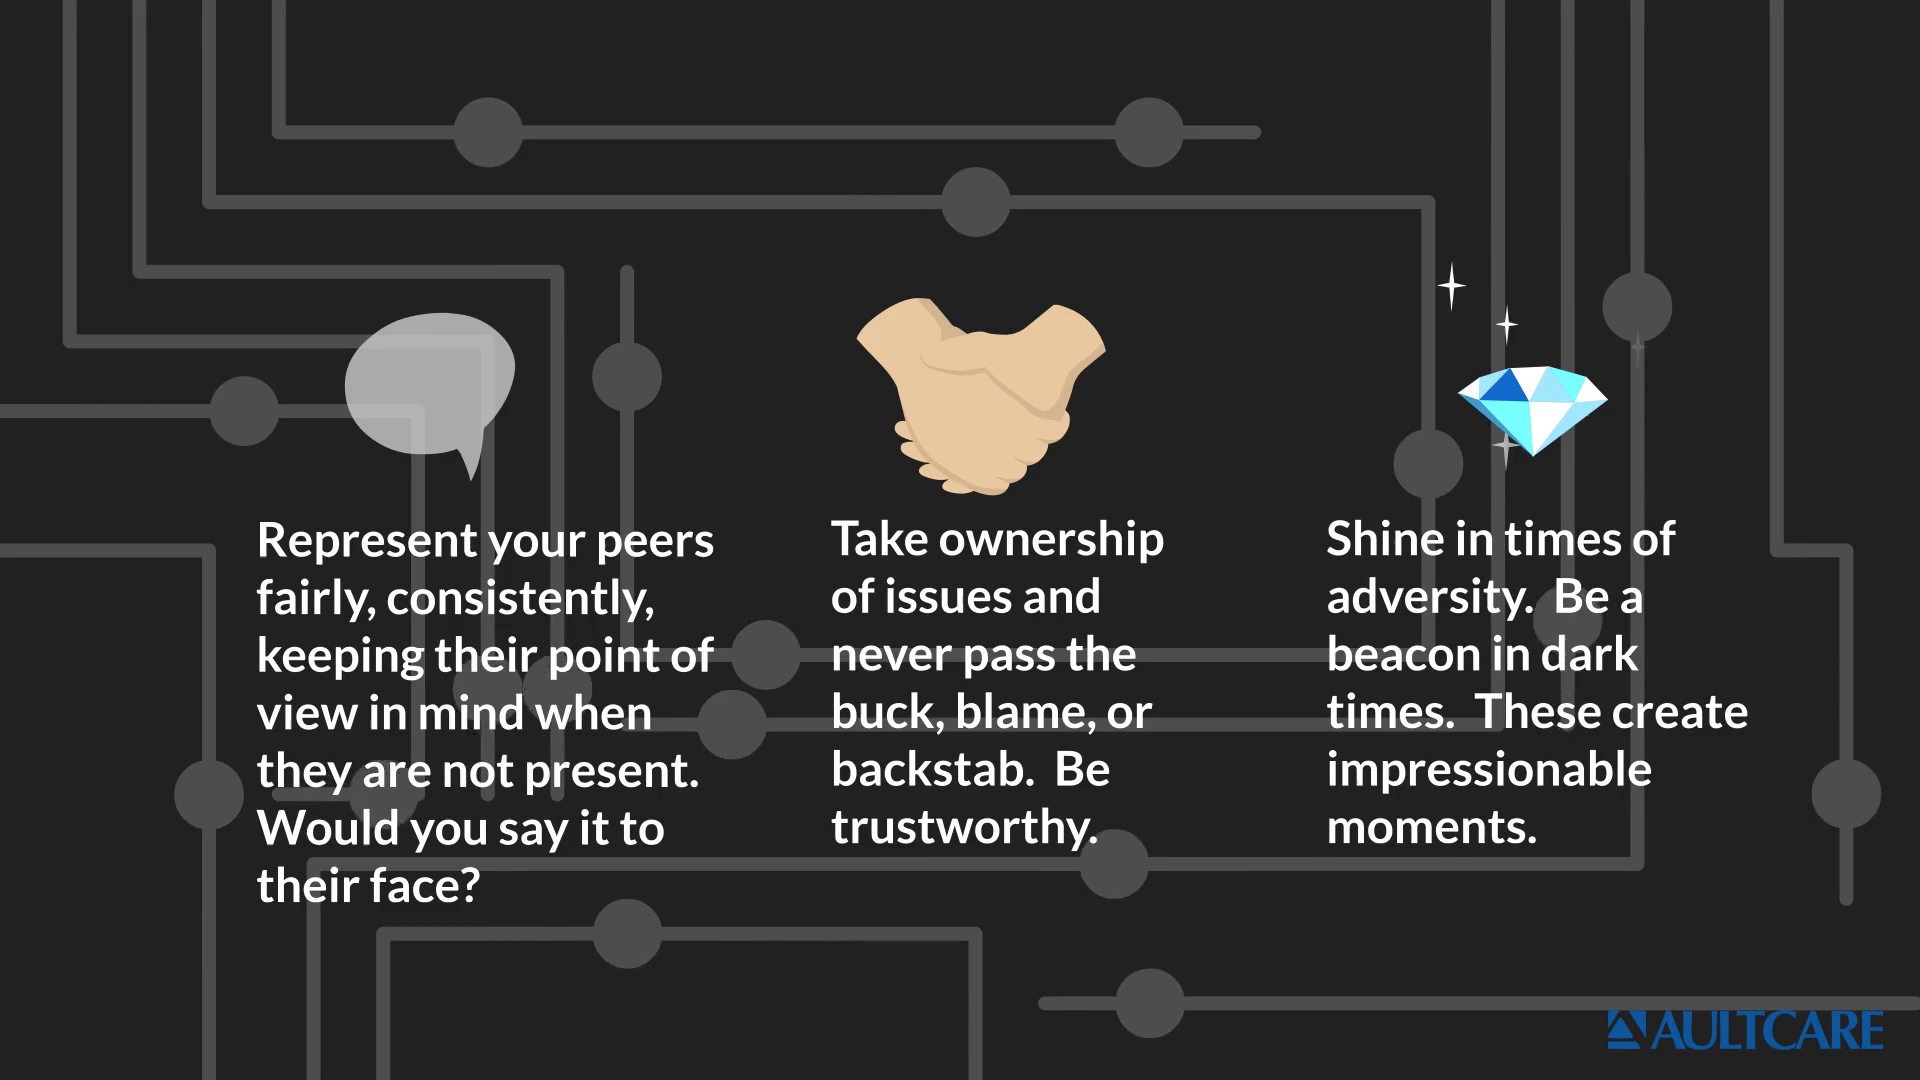 Represent your peers
fairly, consistently,
keeping their point of
view in mind when
they are not present.
Would you say it to
their face?
Take ownership
of issues and
never pass the
buck, blame, or
backstab.  Be
trustworthy.
Shine in times of
adversity.  Be a
beacon in dark
times.  These create
impressionable
moments.
AULTCARE